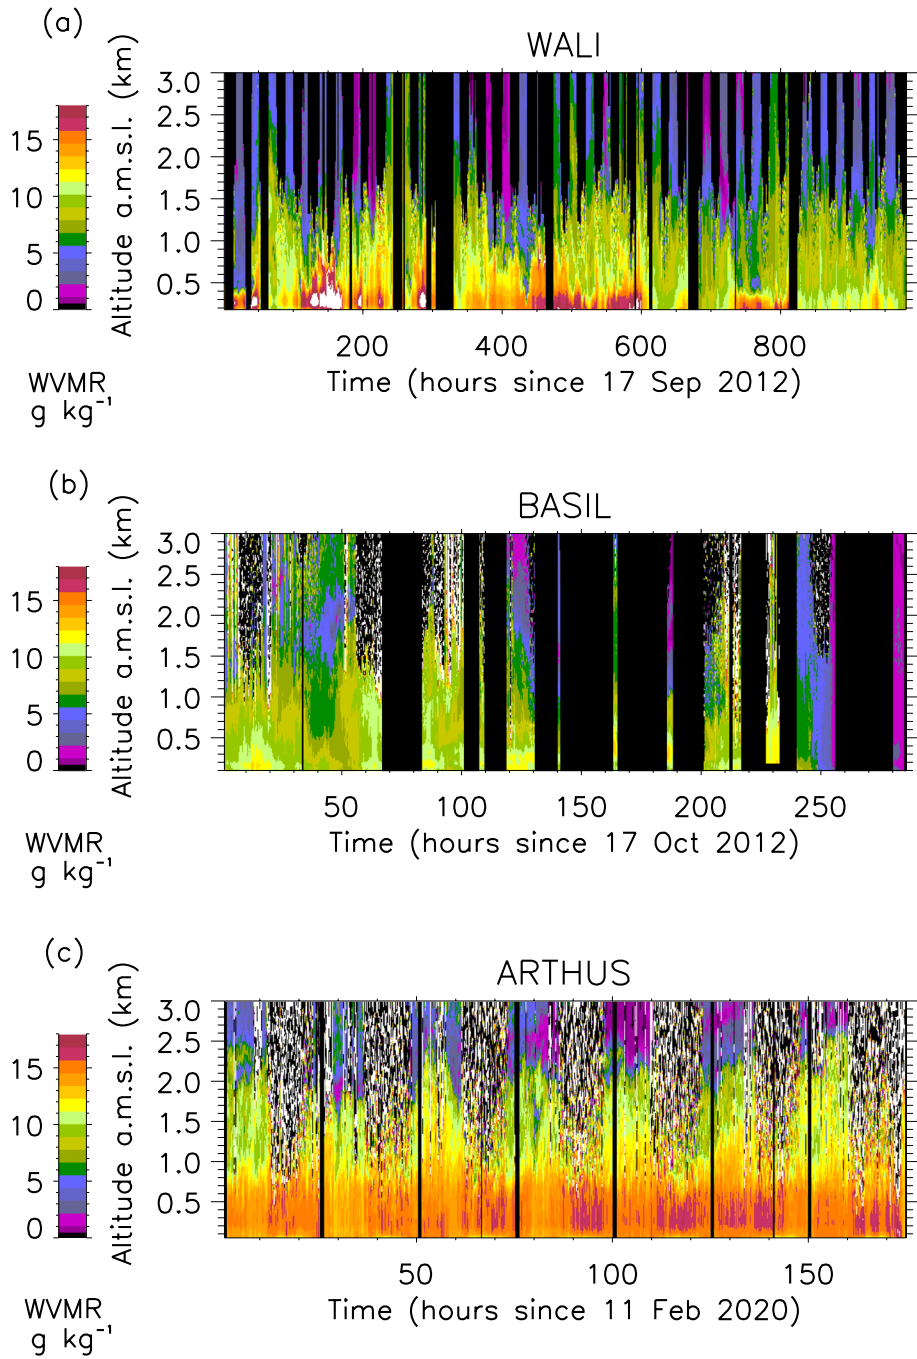 (a)
WALI
Altitude a.m.s.l. (km)
3.0
2.5
2.0
1.5
1.0
0.5
15
10
5
0
200 400 600 800
WVMR
g kg⁻¹
Time (hours since 17 Sep 2012)
(b)
BASIL
Altitude a.m.s.l. (km)
3.0
2.5
2.0
1.5
1.0
0.5
15
10
5
0
50 100 150 200 250
WVMR
g kg⁻¹
Time (hours since 17 Oct 2012)
(c)
ARTHUS
Altitude a.m.s.l. (km)
3.0
2.5
2.0
1.5
1.0
0.5
15
10
5
0
50 100 150
WVMR
g kg⁻¹
Time (hours since 11 Feb 2020)